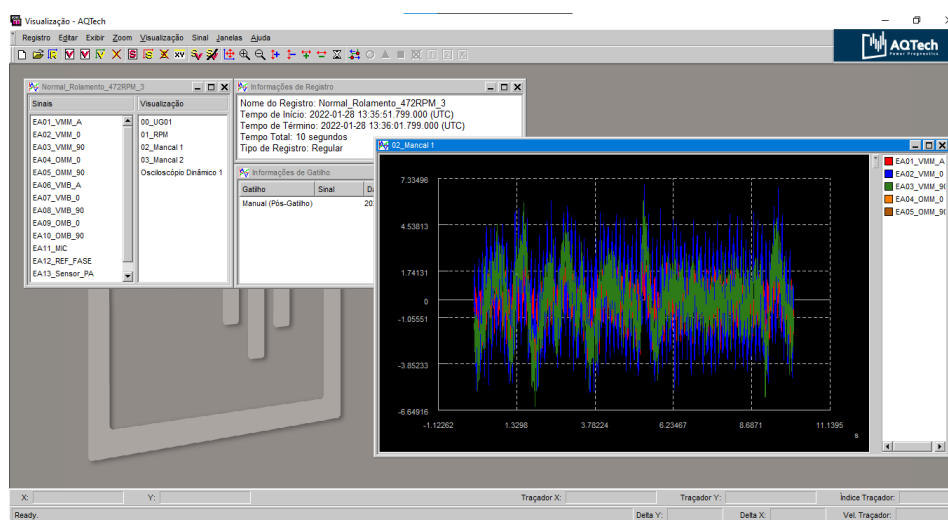 Visualização - AQTech
Registro Egitar Exibir Zoom Visualização Sinal Janelas Ajuda
AQTech
Power Prognostics
Normal_Rolamento_472RPM_3
Sinais
Visualização
EA01_VMM_A
EA02_VMM_0
EA03_VMM_90
EA04_OMM_0
EA05_OMM_90
EA06_VMB_A
EA07_VMB_0
EA08_VMB_90
EA09_OMB_0
EA10_OMB_90
EA11_MIC
EA12_REF_FASE
EA13_Sensor_PA
00_UG01
01_RPM
02_Mancal 1
03_Mancal 2
Osciloscópio Dinâmico 1
Informações de Registro
Nome do Registro: Normal_Rolamento_472RPM_3
Tempo de Início: 2022-01-28 13:35:51.799.000 (UTC)
Tempo de Término: 2022-01-28 13:36:01.799.000 (UTC)
Tempo Total: 10 segundos
Tipo de Registro: Regular
Informações de Gatilho
Gatilho Sinal Da
Manual (Pós-Gatilho) 20
02_Mancal 1
7.33496
4.53813
1.74131
0
-1.05551
-3.85233
-6.64916
-1.12262 1.3298 3.78224 6.23467 8.6871 11.1395
s
EA01_VMM_A
EA02_VMM_0
EA03_VMM_90
EA04_OMM_0
EA05_OMM_90
X: Y: Traçador X: Traçador Y: Índice Traçador:
Ready. Delta Y: Delta X: Vel. Traçador: